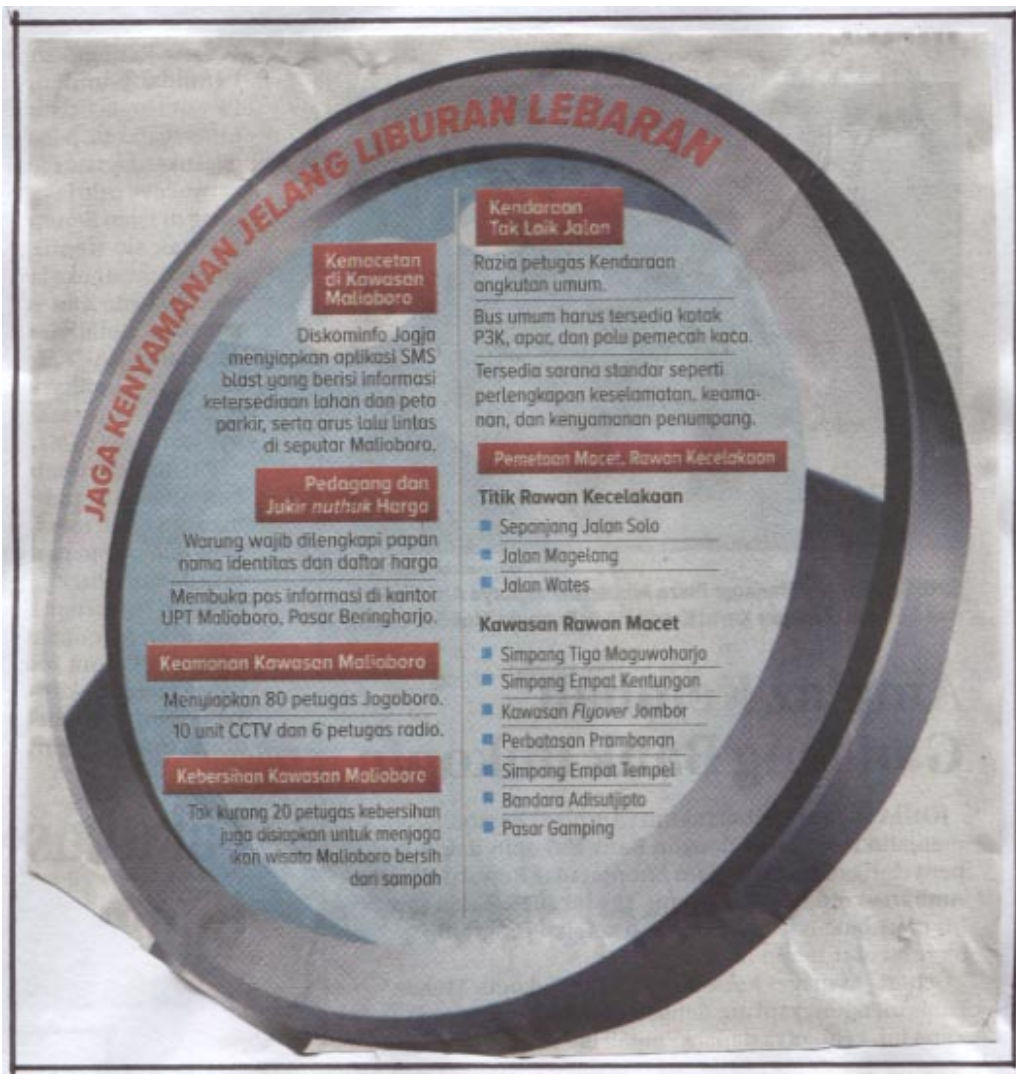 JAGA KENYAMANAN JELANG LIBURAN LEBARAN
Kemacetan
di Kawasan
Malioboro
Diskominfo Jogja
menyiapkan aplikasi SMS
blast yang berisi informasi
ketersediaan lahan dan peta
parkir, serta arus lalu lintas
di seputar Malioboro.
Pedagang dan
Jukir nuthuk Harga
Warung wajib dilengkapi papan
nama identitas dan daftar harga
Membuka pos informasi di kantor
UPT Malioboro, Pasar Beringharjo.
Keamanan Kawasan Malioboro
Menyiapkan 80 petugas Jogoboro.
10 unit CCTV dan 6 petugas radio.
Kebersihan Kawasan Malioboro
Tak kurang 20 petugas kebersihan
juga disiapkan untuk menjaga
ikon wisata Malioboro bersih
dari sampah
Kendaraan
Tak Laik Jalan
Razia petugas Kendaraan
angkutan umum.
Bus umum harus tersedia kotak
P3K, apar, dan palu pemecah kaca.
Tersedia sarana standar seperti
perlengkapan keselamatan, keama-
nan, dan kenyamanan penumpang.
Pemetaan Macet, Rawan Kecelakaan
Titik Rawan Kecelakaan
Sepanjang Jalan Solo
Jalan Magelang
Jalan Wates
Kawasan Rawan Macet
Simpang Tiga Maguwoharjo
Simpang Empat Kentungan
Kawasan Flyover Jombor
Perbatasan Prambanan
Simpang Empat Tempel
Bandara Adisutjipto
Pasar Gamping